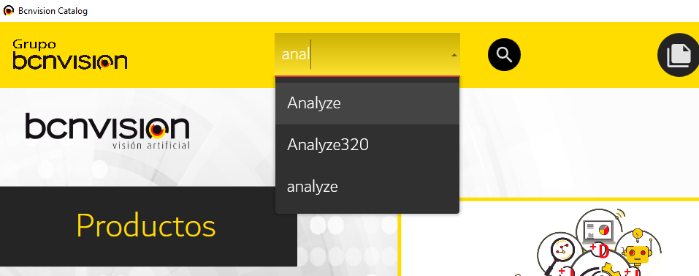 Bcnvision Catalog
Grupo
bcnvision
anal
Analyze
Analyze320
analyze
bcnvision
visión artificial
Productos
+D
+D